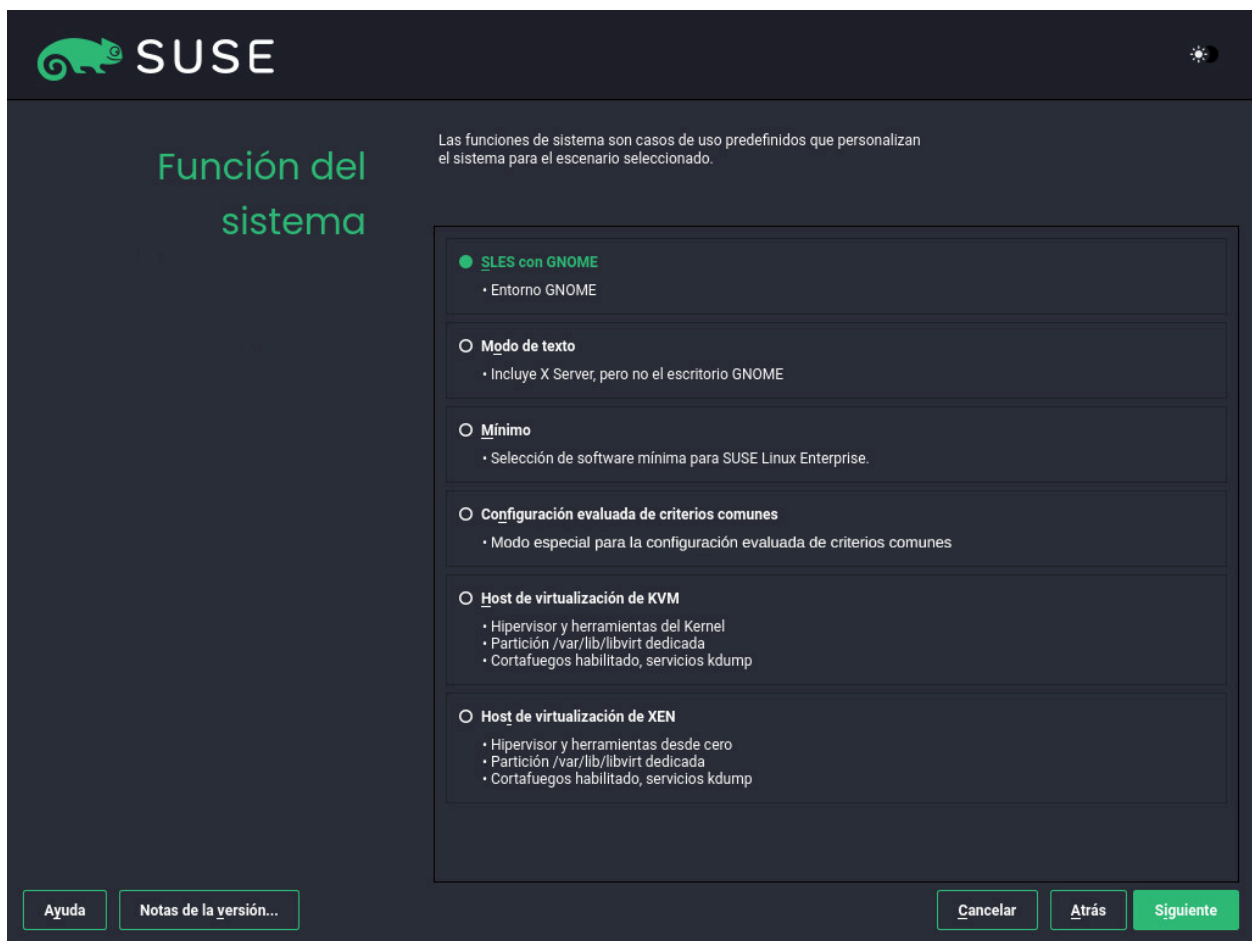 SUSE
Función del
sistema
Las funciones de sistema son casos de uso predefinidos que personalizan
el sistema para el escenario seleccionado.
SLES con GNOME
• Entorno GNOME
Modo de texto
• Incluye X Server, pero no el escritorio GNOME
Mínimo
• Selección de software mínima para SUSE Linux Enterprise.
Configuración evaluada de criterios comunes
• Modo especial para la configuración evaluada de criterios comunes
Host de virtualización de KVM
• Hipervisor y herramientas del Kernel
• Partición /var/lib/libvirt dedicada
• Cortafuegos habilitado, servicios kdump
Host de virtualización de XEN
• Hipervisor y herramientas desde cero
• Partición /var/lib/libvirt dedicada
• Cortafuegos habilitado, servicios kdump
Ayuda Notas de la versión... Cancelar Atrás Siguiente